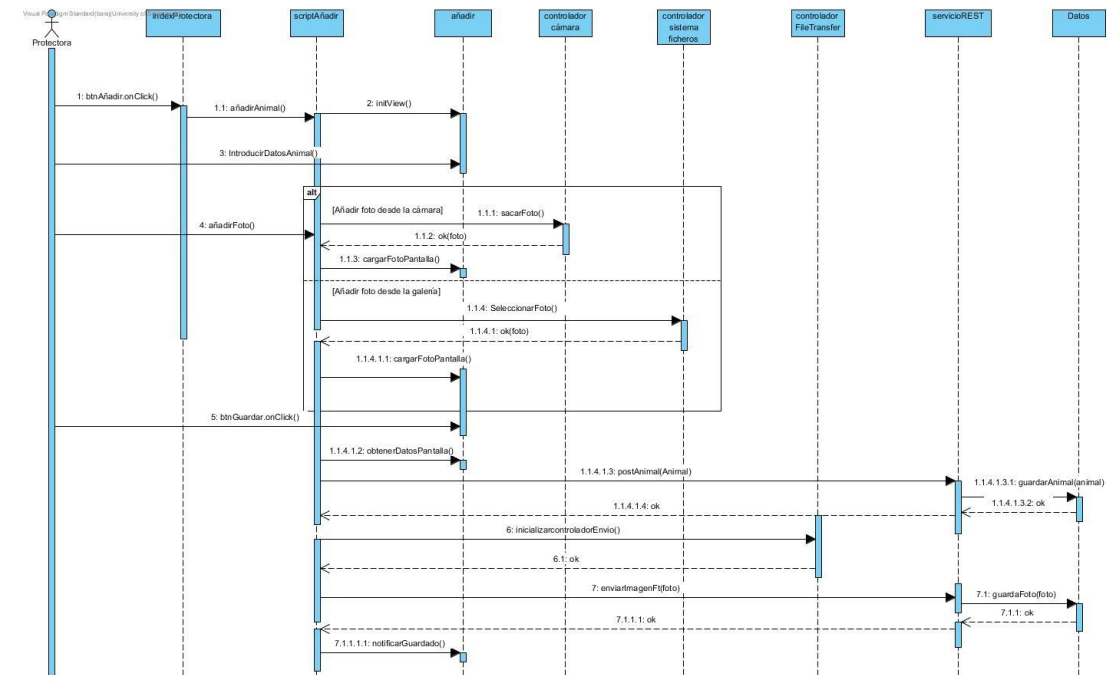 Visual Paradigm Standard(isaro(University of
Protectora
IndexProtectora
scriptAñadir
añadir
controlador
cámara
controlador
sistema
ficheros
controlador
FileTransfer
servicioREST
Datos
1: btnAñadir.onClick()
1.1: añadirAnimal()
2: initView()
3: IntroducirDatosAnimal()
alt
[Añadir foto desde la cámara]
1.1.1: sacarFoto()
4: añadirFoto()
1.1.2: ok(foto)
1.1.3: cargarFotoPantalla()
[Añadir foto desde la galería]
1.1.4: SeleccionarFoto()
1.1.4.1: ok(foto)
1.1.4.1.1: cargarFotoPantalla()
5: btnGuardar.onClick()
1.1.4.1.2: obtenerDatosPantalla()
1.1.4.1.3: postAnimal(Animal)
1.1.4.1.3.1: guardarAnimal(animal)
1.1.4.1.3.2: ok
1.1.4.1.4: ok
6: inicializarcontroladorEnvio()
6.1: ok
7: enviarImagenFt(foto)
7.1: guardaFoto(foto)
7.1.1: ok
7.1.1.1: ok
7.1.1.1.1: notificarGuardado()